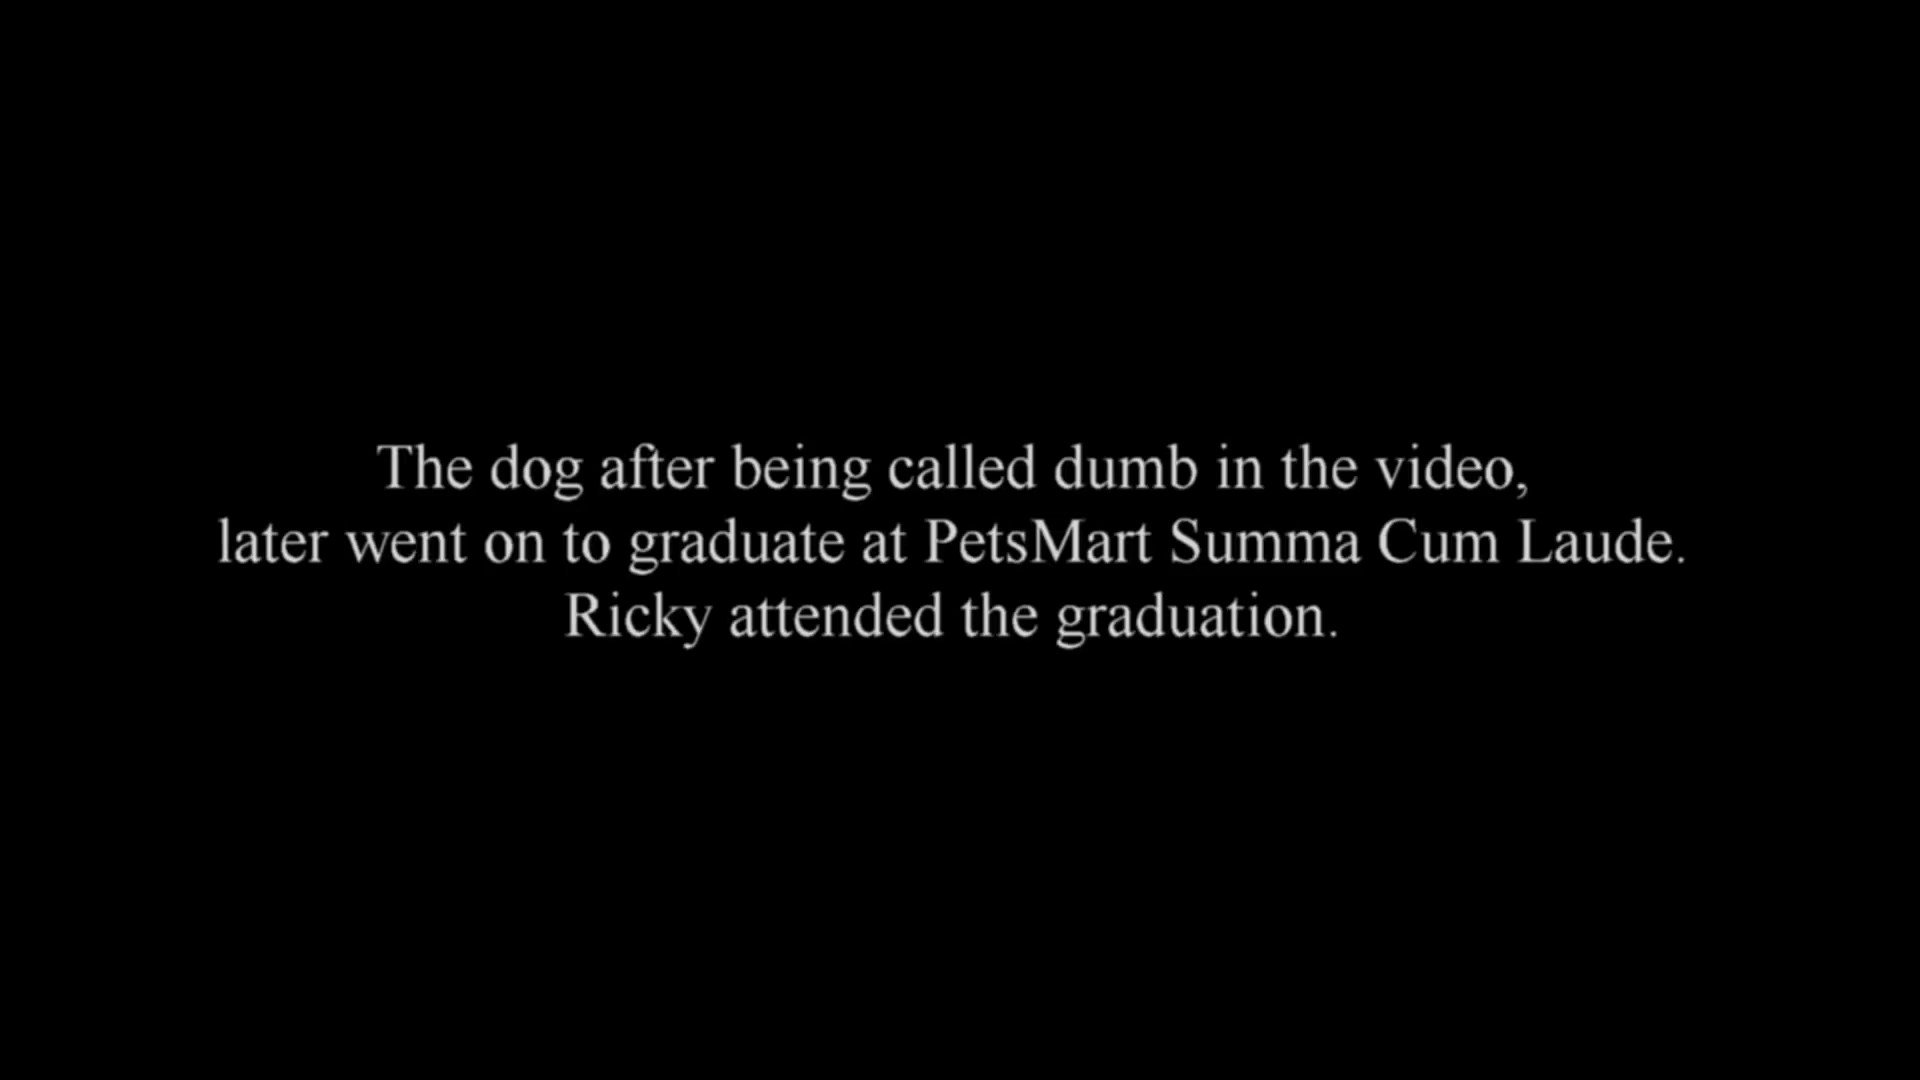 The dog after being called dumb in the video,
later went on to graduate at PetsMart Summa Cum Laude.
Ricky attended the graduation.